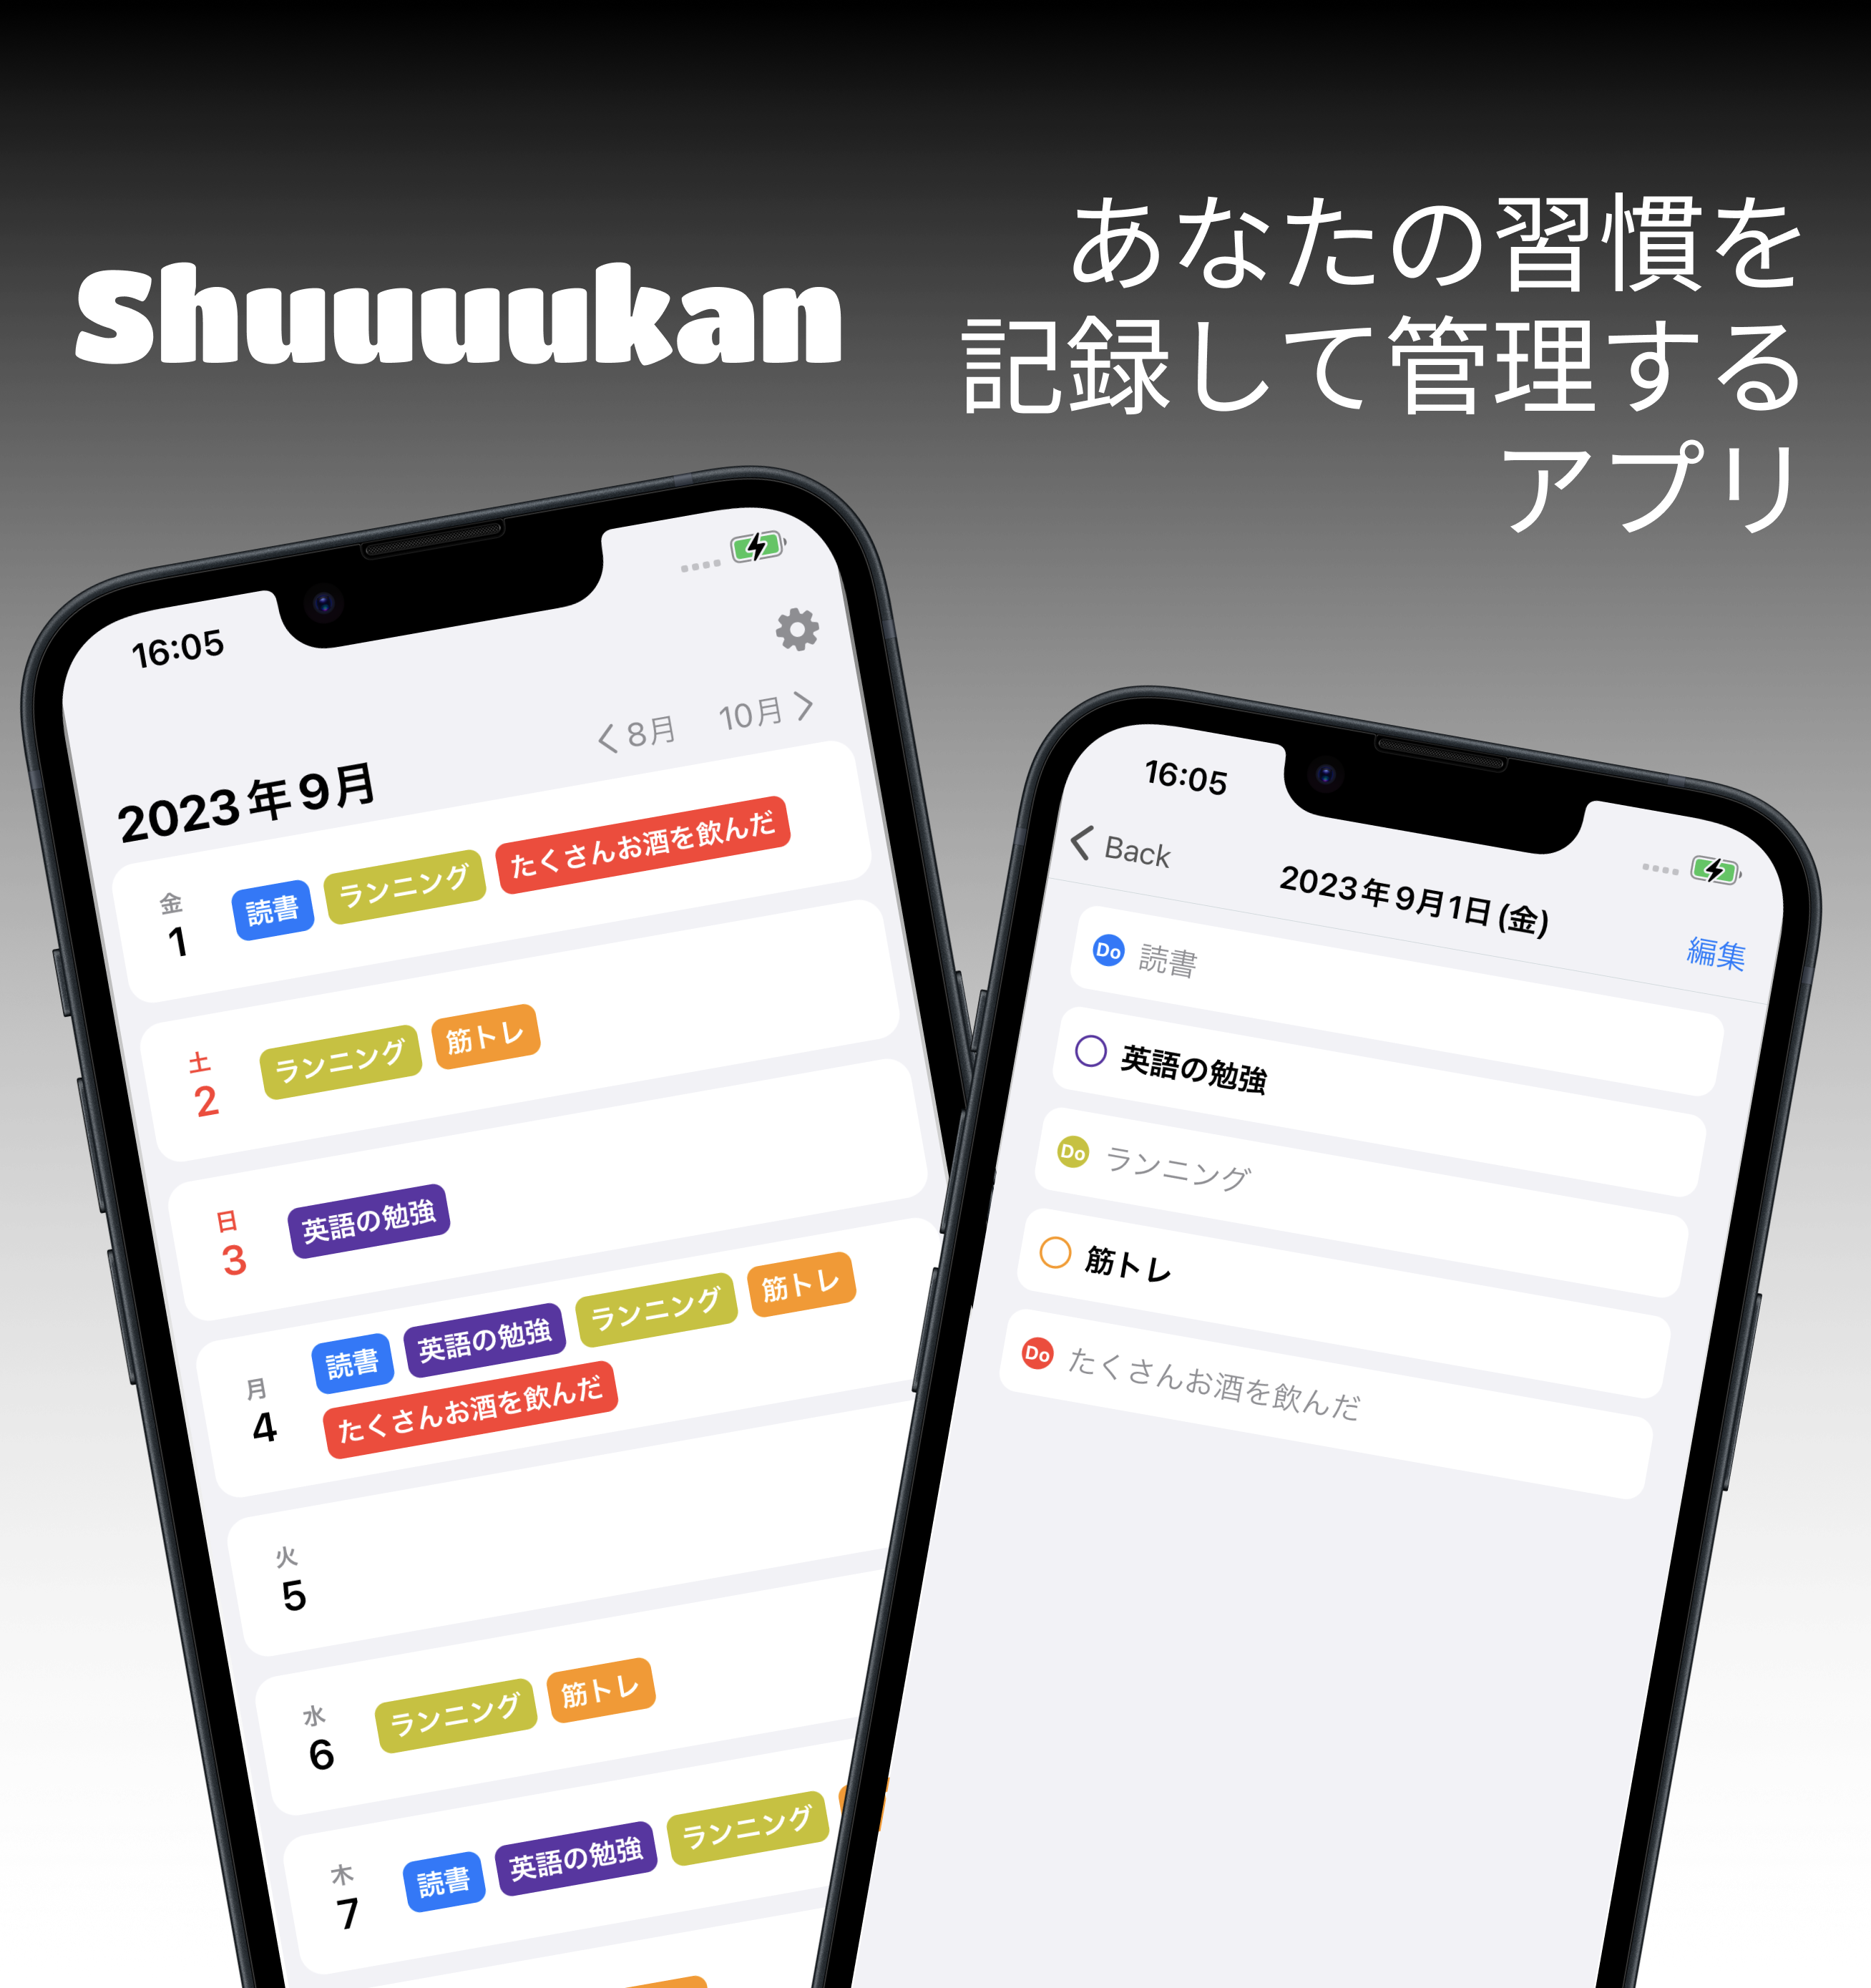 Shuuuukan
あなたの習慣を
記録して管理する
アプリ
16:05
8月 10月
2023年9月
金
1
読書 ランニング たくさんお酒を飲んだ
土
2
ランニング 筋トレ
日
3
英語の勉強
月
4
読書 英語の勉強 ランニング 筋トレ
たくさんお酒を飲んだ
火
5
水
6
ランニング 筋トレ
木
7
読書 英語の勉強 ランニング
16:05
Back
2023年9月1日(金)
編集
Do 読書
英語の勉強
Do ランニング
筋トレ
Do たくさんお酒を飲んだ